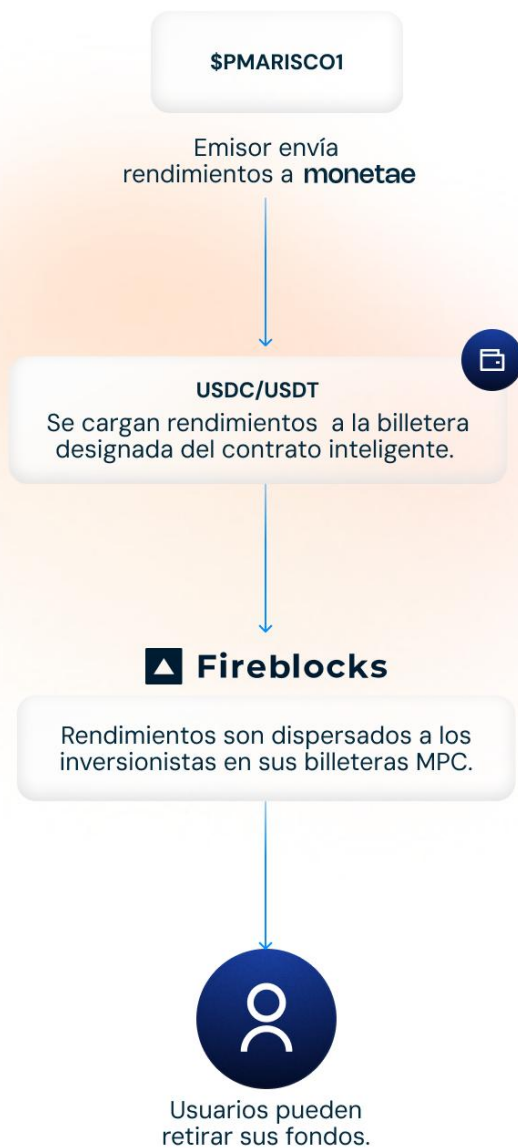 $PMARISCO1
Emisor envía
rendimientos a monetae
USDC/USDT
Se cargan rendimientos a la billetera
designada del contrato inteligente.
Fireblocks
Rendimientos son dispersados a los
inversionistas en sus billeteras MPC.
Usuarios pueden
retirar sus fondos.